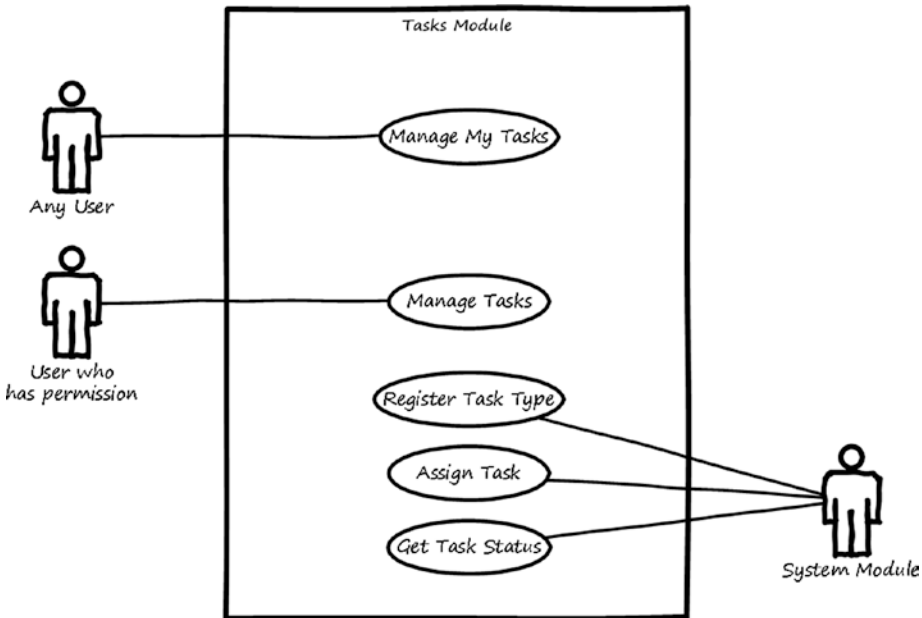 Tasks Module
Manage My Tasks
Any User
Manage Tasks
User who
has permission
Register Task Type
Assign Task
Get Task Status
System Module